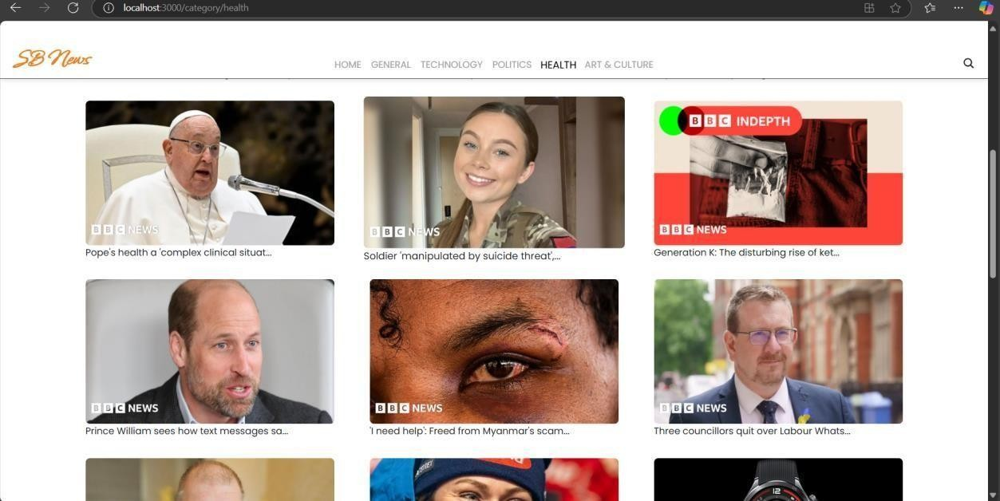 localhost:3000/category/health
SB News
HOME GENERAL TECHNOLOGY POLITICS HEALTH ART & CULTURE
BBC NEWS
Pope's health a 'complex clinical situat...
BBC NEWS
Soldier 'manipulated by suicide threat',...
BBC INDEPTH
BBC NEWS
Generation K: The disturbing rise of ket...
BBC NEWS
Prince William sees how text messages sa...
BBC NEWS
'I need help': Freed from Myanmar's scam...
BBC NEWS
Three councillors quit over Labour Whats...
12